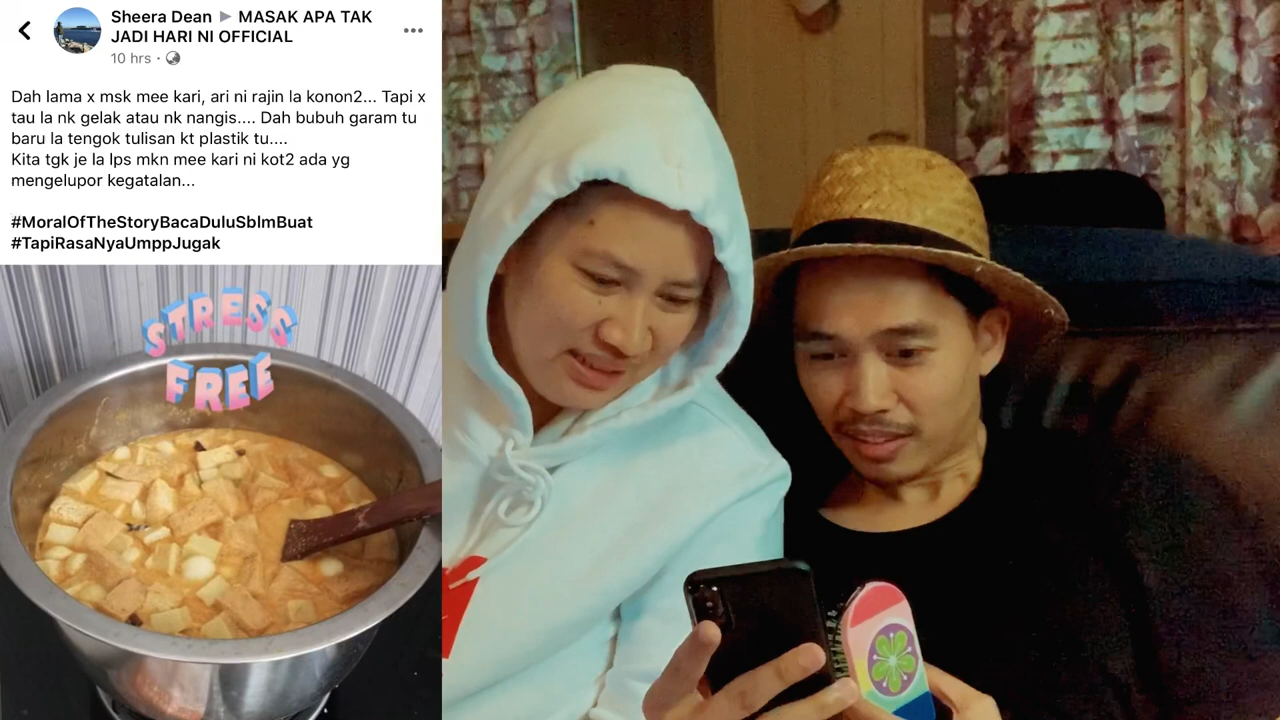 Sheera Dean ▶ MASAK APA TAK
JADI HARI NI OFFICIAL
10 hrs ·
Dah lama x msk mee kari, ari ni rajin la konon2... Tapi x
tau la nk gelak atau nk nangis.... Dah bubuh garam tu
baru la tengok tulisan kt plastik tu....
Kita tgk je la lps mkn mee kari ni kot2 ada yg
mengelupor kegatalan...
#MoralOfTheStoryBacaDuluSblmBuat
#TapiRasaNyaUmppJugak
STRESS
FREE